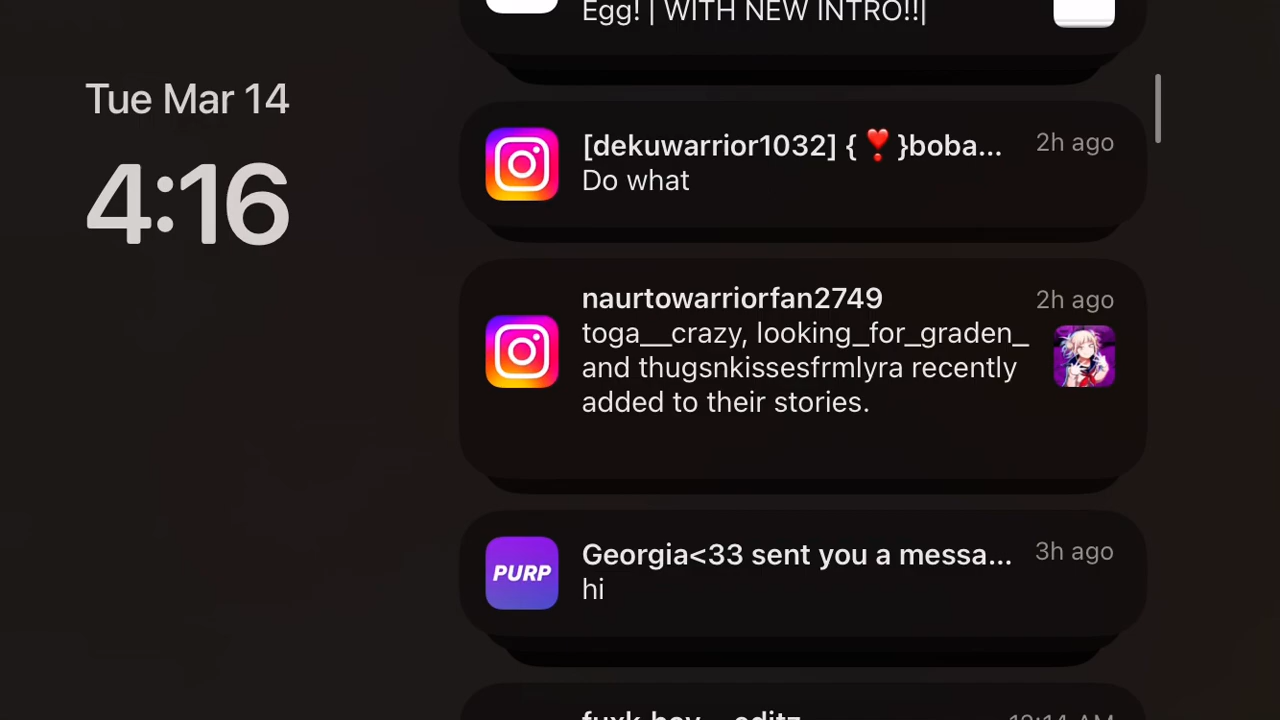 Egg! | WITH NEW INTRO!!|
Tue Mar 14
4:16
[dekuwarrior1032] {❣️}boba... 2h ago
Do what
naurtowarriorfan2749 2h ago
toga__crazy, looking_for_graden_
and thugsnkissesfrmlyra recently
added to their stories.
PURP
Georgia<33 sent you a messa... 3h ago
hi